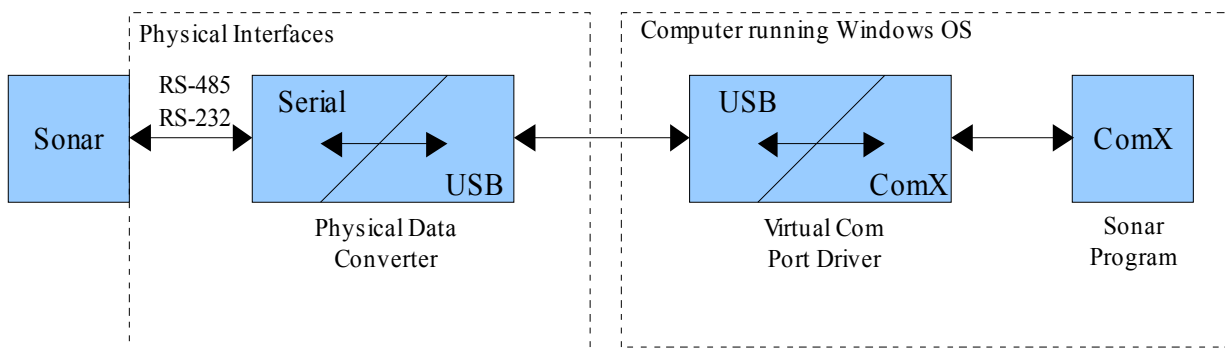 Physical Interfaces
Computer running Windows OS
Sonar
RS-485
RS-232
Serial
USB
Physical Data
Converter
USB
ComX
Virtual Com
Port Driver
ComX
Sonar
Program